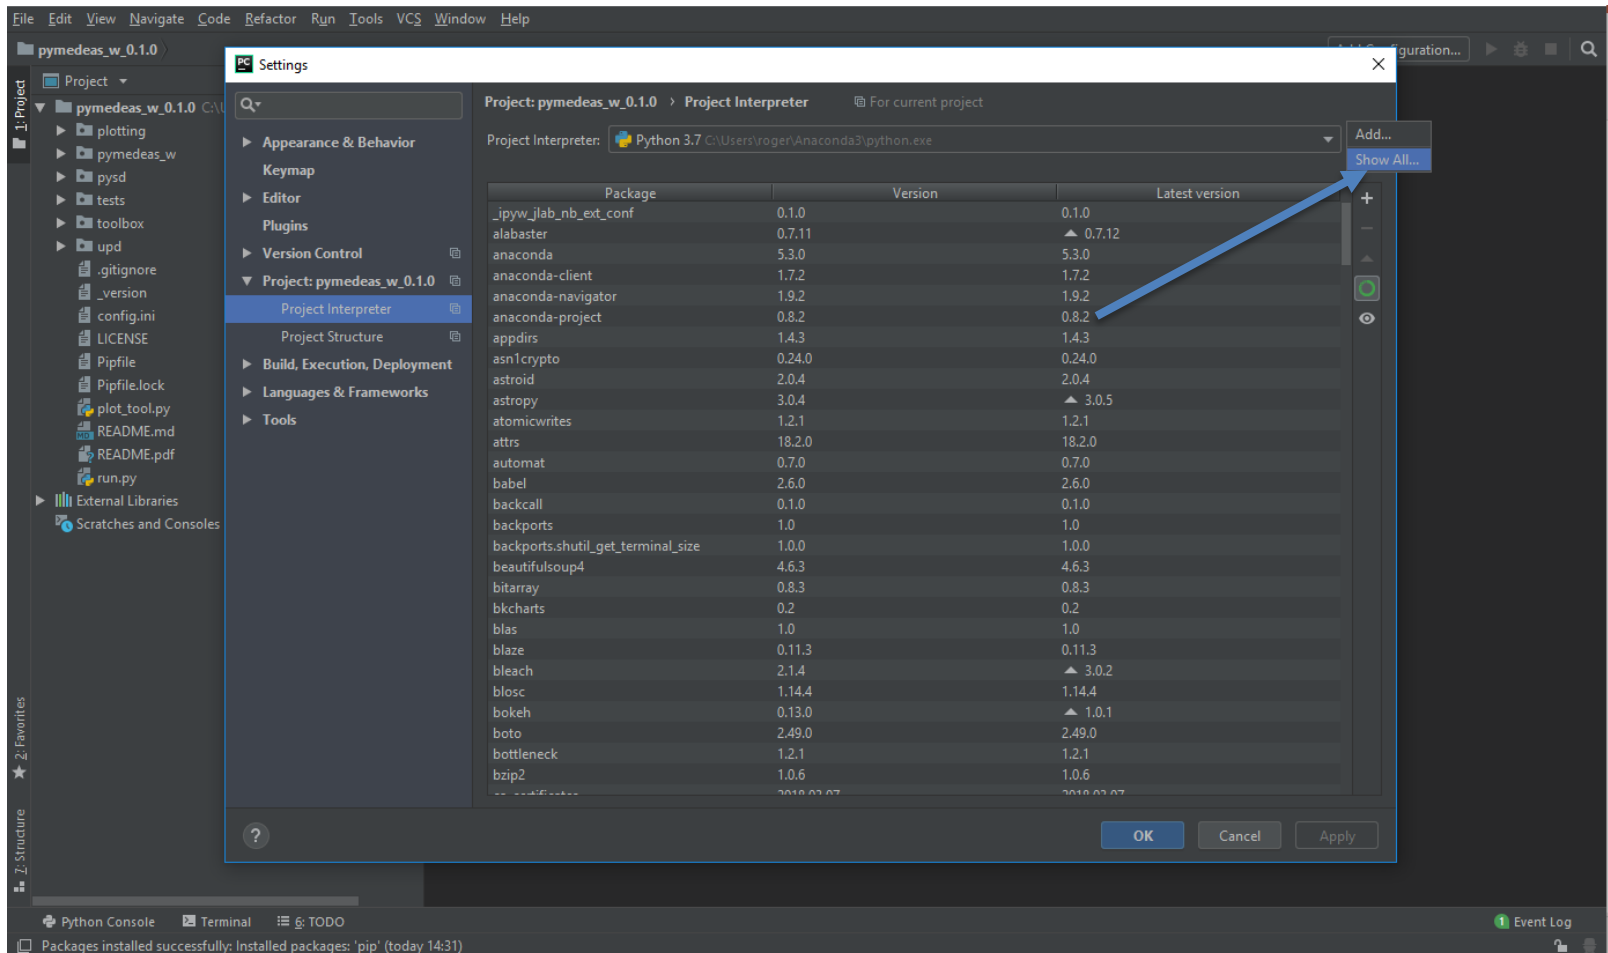 File Edit View Navigate Code Refactor Run Tools VCS Window Help
pymedeas_w_0.1.0
guration...
1: Project
Project
pymedeas_w_0.1.0 C:\
plotting
pymedeas_w
pysd
tests
toolbox
upd
.gitignore
_version
config.ini
LICENSE
Pipfile
Pipfile.lock
plot_tool.py
README.md
README.pdf
run.py
External Libraries
Scratches and Consoles
2: Favorites
7: Structure
PC Settings
Appearance & Behavior
Keymap
Editor
Plugins
Version Control
Project: pymedeas_w_0.1.0
Project Interpreter
Project Structure
Build, Execution, Deployment
Languages & Frameworks
Tools
Project: pymedeas_w_0.1.0 › Project Interpreter For current project
Project Interpreter: Python 3.7 C:\Users\roger\Anaconda3\python.exe
Add...
Show All...
Package Version Latest version
_ipyw_jlab_nb_ext_conf 0.1.0 0.1.0
alabaster 0.7.11 0.7.12
anaconda 5.3.0 5.3.0
anaconda-client 1.7.2 1.7.2
anaconda-navigator 1.9.2 1.9.2
anaconda-project 0.8.2 0.8.2
appdirs 1.4.3 1.4.3
asn1crypto 0.24.0 0.24.0
astroid 2.0.4 2.0.4
astropy 3.0.4 3.0.5
atomicwrites 1.2.1 1.2.1
attrs 18.2.0 18.2.0
automat 0.7.0 0.7.0
babel 2.6.0 2.6.0
backcall 0.1.0 0.1.0
backports 1.0 1.0
backports.shutil_get_terminal_size 1.0.0 1.0.0
beautifulsoup4 4.6.3 4.6.3
bitarray 0.8.3 0.8.3
bkcharts 0.2 0.2
blas 1.0 1.0
blaze 0.11.3 0.11.3
bleach 2.1.4 3.0.2
blosc 1.14.4 1.14.4
bokeh 0.13.0 1.0.1
boto 2.49.0 2.49.0
bottleneck 1.2.1 1.2.1
bzip2 1.0.6 1.0.6
? OK Cancel Apply
Python Console Terminal 6: TODO 1 Event Log
Packages installed successfully: Installed packages: 'pip' (today 14:31)